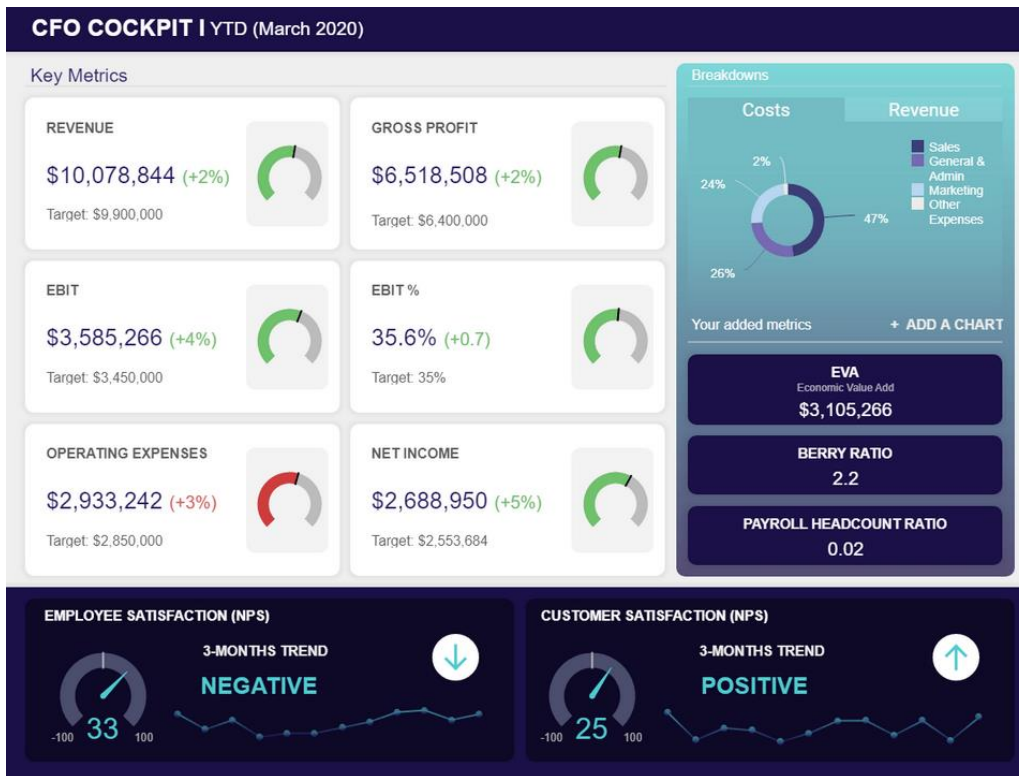 CFO COCKPIT I YTD (March 2020)
Key Metrics
REVENUE
$10,078,844 (+2%)
Target: $9,900,000
GROSS PROFIT
$6,518,508 (+2%)
Target: $6,400,000
EBIT
$3,585,266 (+4%)
Target: $3,450,000
EBIT %
35.6% (+0.7)
Target: 35%
OPERATING EXPENSES
$2,933,242 (+3%)
Target: $2,850,000
NET INCOME
$2,688,950 (+5%)
Target: $2,553,684
Breakdowns
Costs
Revenue
2%
24%
47%
26%
Sales
General &
Admin
Marketing
Other
Expenses
Your added metrics
+ ADD A CHART
EVA
Economic Value Add
$3,105,266
BERRY RATIO
2.2
PAYROLL HEADCOUNT RATIO
0.02
EMPLOYEE SATISFACTION (NPS)
3-MONTHS TREND
NEGATIVE
-100 33 100
CUSTOMER SATISFACTION (NPS)
3-MONTHS TREND
POSITIVE
-100 25 100